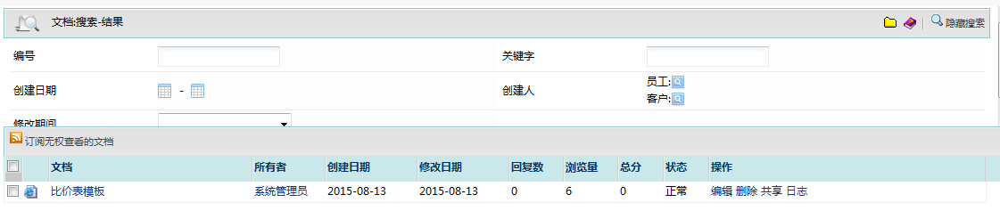 文档:搜索-结果 隐藏搜索
编号 关键字
创建日期 - 创建人 员工:
客户:
修改期间
订阅无权查看的文档
文档 所有者 创建日期 修改日期 回复数 浏览量 总分 状态 操作
比价表模板 系统管理员 2015-08-13 2015-08-13 0 6 0 正常 编辑 删除 共享 日志